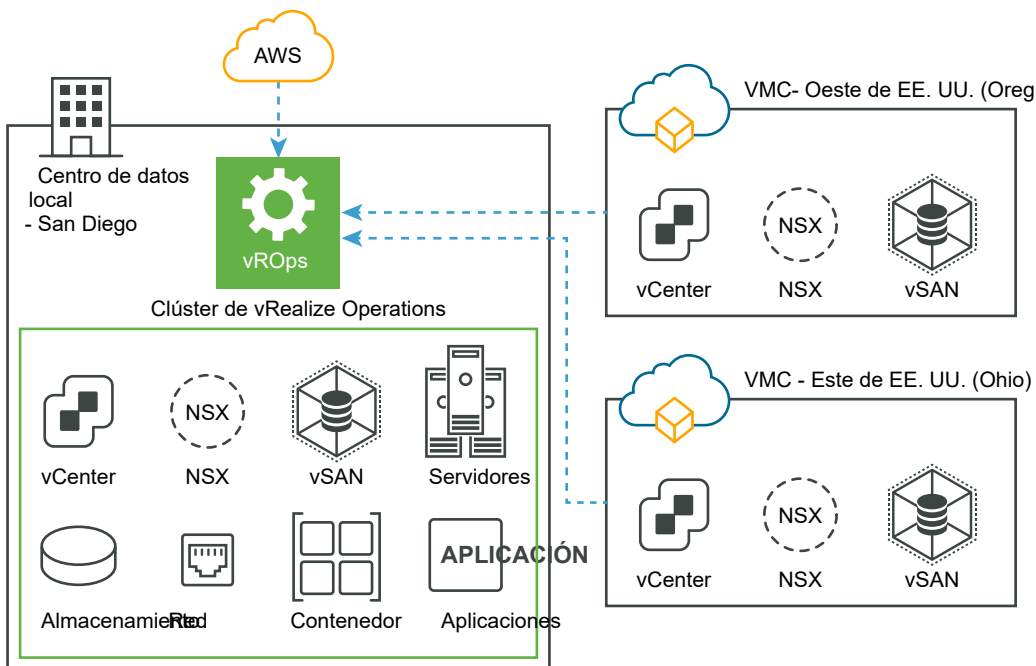 AWS
Centro de datos
local
- San Diego
vROps
Clúster de vRealize Operations
vCenter
NSX
NSX
vSAN
Servidores
Almacenamiento
Red
Contenedor
APLICACIÓN
Aplicaciones
VMC- Oeste de EE. UU. (Oreg
vCenter
NSX
NSX
vSAN
VMC - Este de EE. UU. (Ohio)
vCenter
NSX
NSX
vSAN